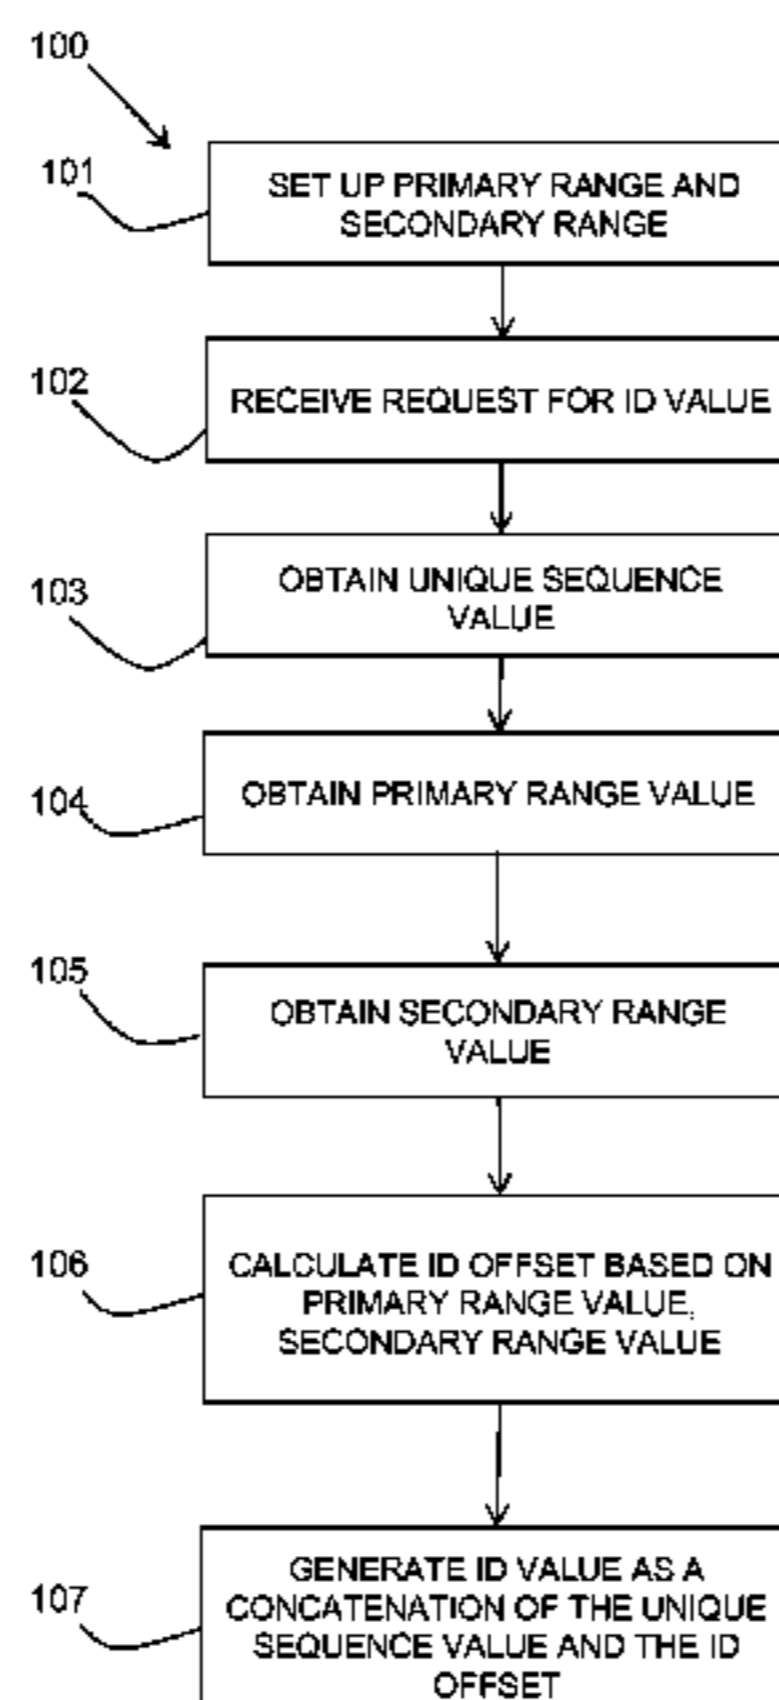 100
101
SET UP PRIMARY RANGE AND
SECONDARY RANGE
102
RECEIVE REQUEST FOR ID VALUE
103
OBTAIN UNIQUE SEQUENCE
VALUE
104
OBTAIN PRIMARY RANGE VALUE
105
OBTAIN SECONDARY RANGE
VALUE
106
CALCULATE ID OFFSET BASED ON
PRIMARY RANGE VALUE,
SECONDARY RANGE VALUE
107
GENERATE ID VALUE AS A
CONCATENATION OF THE UNIQUE
SEQUENCE VALUE AND THE ID
OFFSET